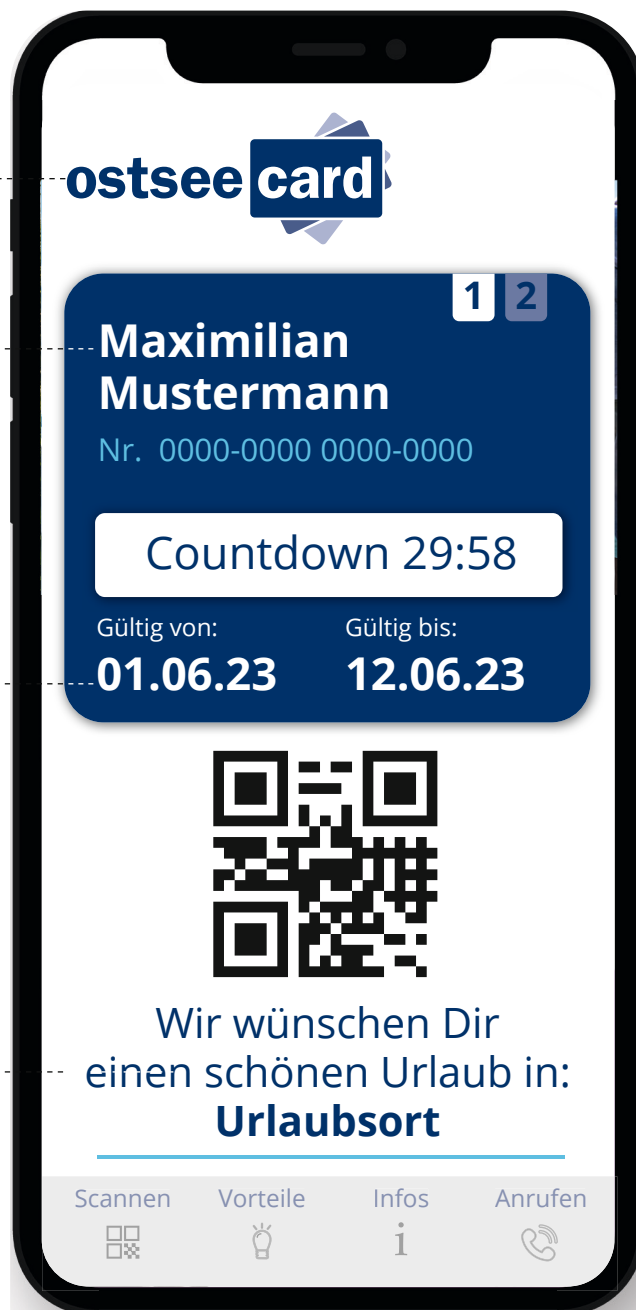 ostsee card
1 2
Maximilian
Mustermann
Nr. 0000-0000 0000-0000
Countdown 29:58
Gültig von: Gültig bis:
01.06.23 12.06.23
Wir wünschen Dir
einen schönen Urlaub in:
Urlaubsort
Scannen Vorteile Infos Anrufen